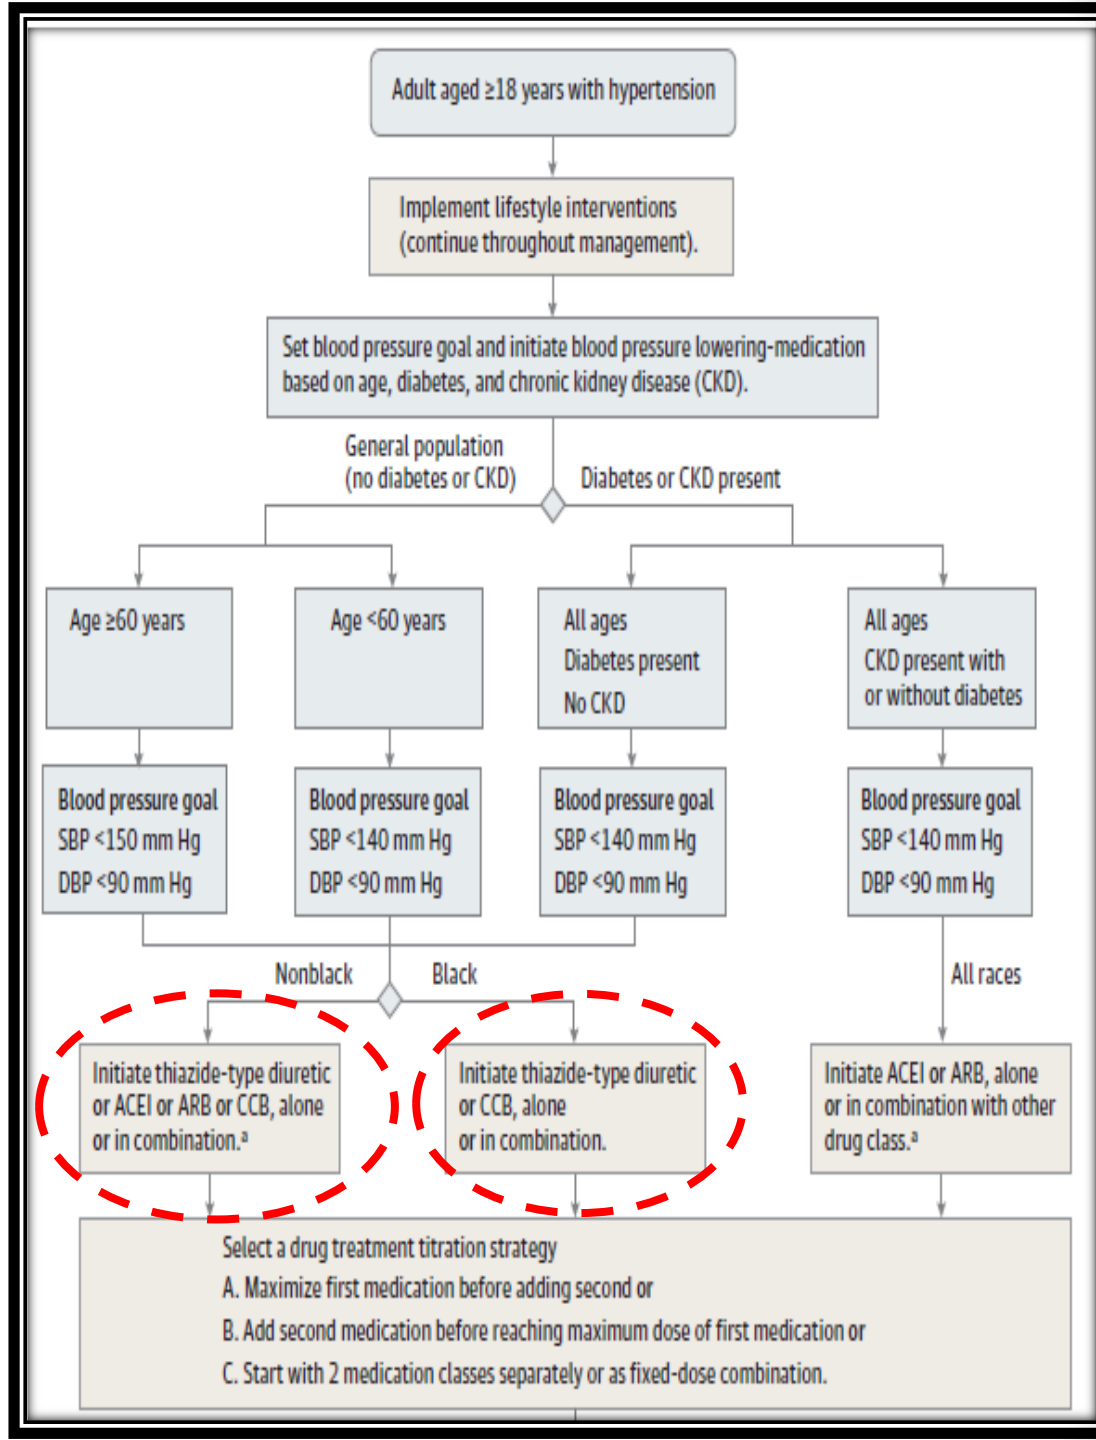 Adult aged ≥18 years with hypertension
Implement lifestyle interventions
(continue throughout management).
Set blood pressure goal and initiate blood pressure lowering-medication
based on age, diabetes, and chronic kidney disease (CKD).
General population
(no diabetes or CKD)
Diabetes or CKD present
Age ≥60 years
Age <60 years
All ages
Diabetes present
No CKD
All ages
CKD present with
or without diabetes
Blood pressure goal
SBP <150 mm Hg
DBP <90 mm Hg
Blood pressure goal
SBP <140 mm Hg
DBP <90 mm Hg
Blood pressure goal
SBP <140 mm Hg
DBP <90 mm Hg
Blood pressure goal
SBP <140 mm Hg
DBP <90 mm Hg
Nonblack
Black
All races
Initiate thiazide-type diuretic
or ACEI or ARB or CCB, alone
or in combination.ª
Initiate thiazide-type diuretic
or CCB, alone
or in combination.
Initiate ACEI or ARB, alone
or in combination with other
drug class.ª
Select a drug treatment titration strategy
A. Maximize first medication before adding second or
B. Add second medication before reaching maximum dose of first medication or
C. Start with 2 medication classes separately or as fixed-dose combination.